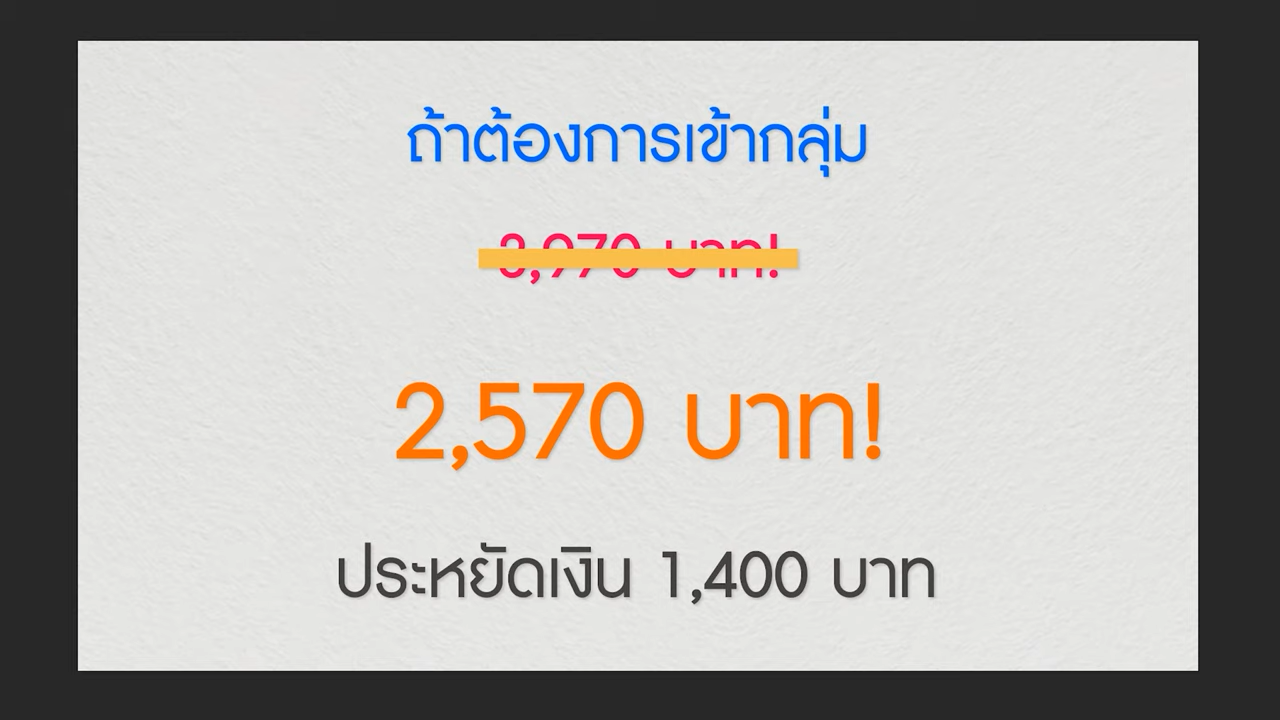 ถ้าต้องการเข้ากลุ่ม
3,970 บาท!
2,570 บาท!
ประหยัดเงิน 1,400 บาท